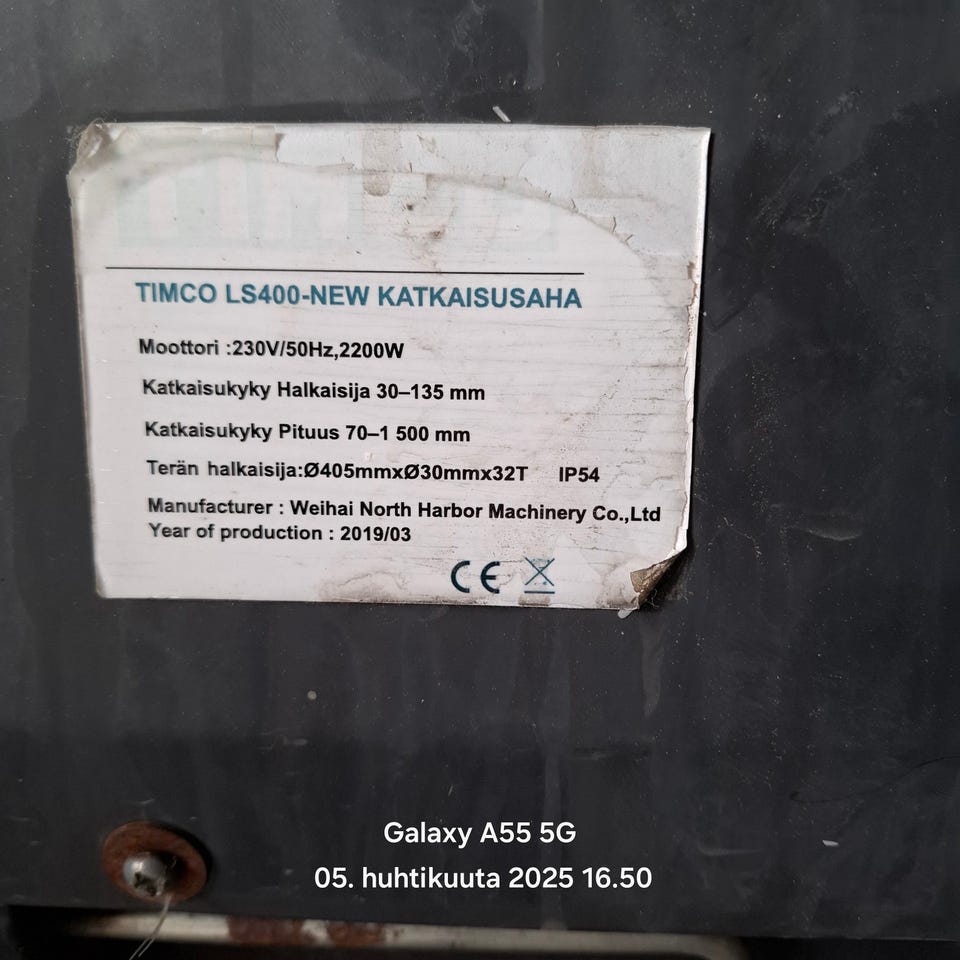 TIMCO LS400-NEW KATKAISUSAHA
Moottori :230V/50Hz,2200W
Katkaisukyky Halkaisija 30–135 mm
Katkaisukyky Pituus 70–1 500 mm
Terän halkaisija:Ø405mmxØ30mmx32T IP54
Manufacturer : Weihai North Harbor Machinery Co.,Ltd
Year of production : 2019/03
CE
Galaxy A55 5G
05. huhtikuuta 2025 16.50